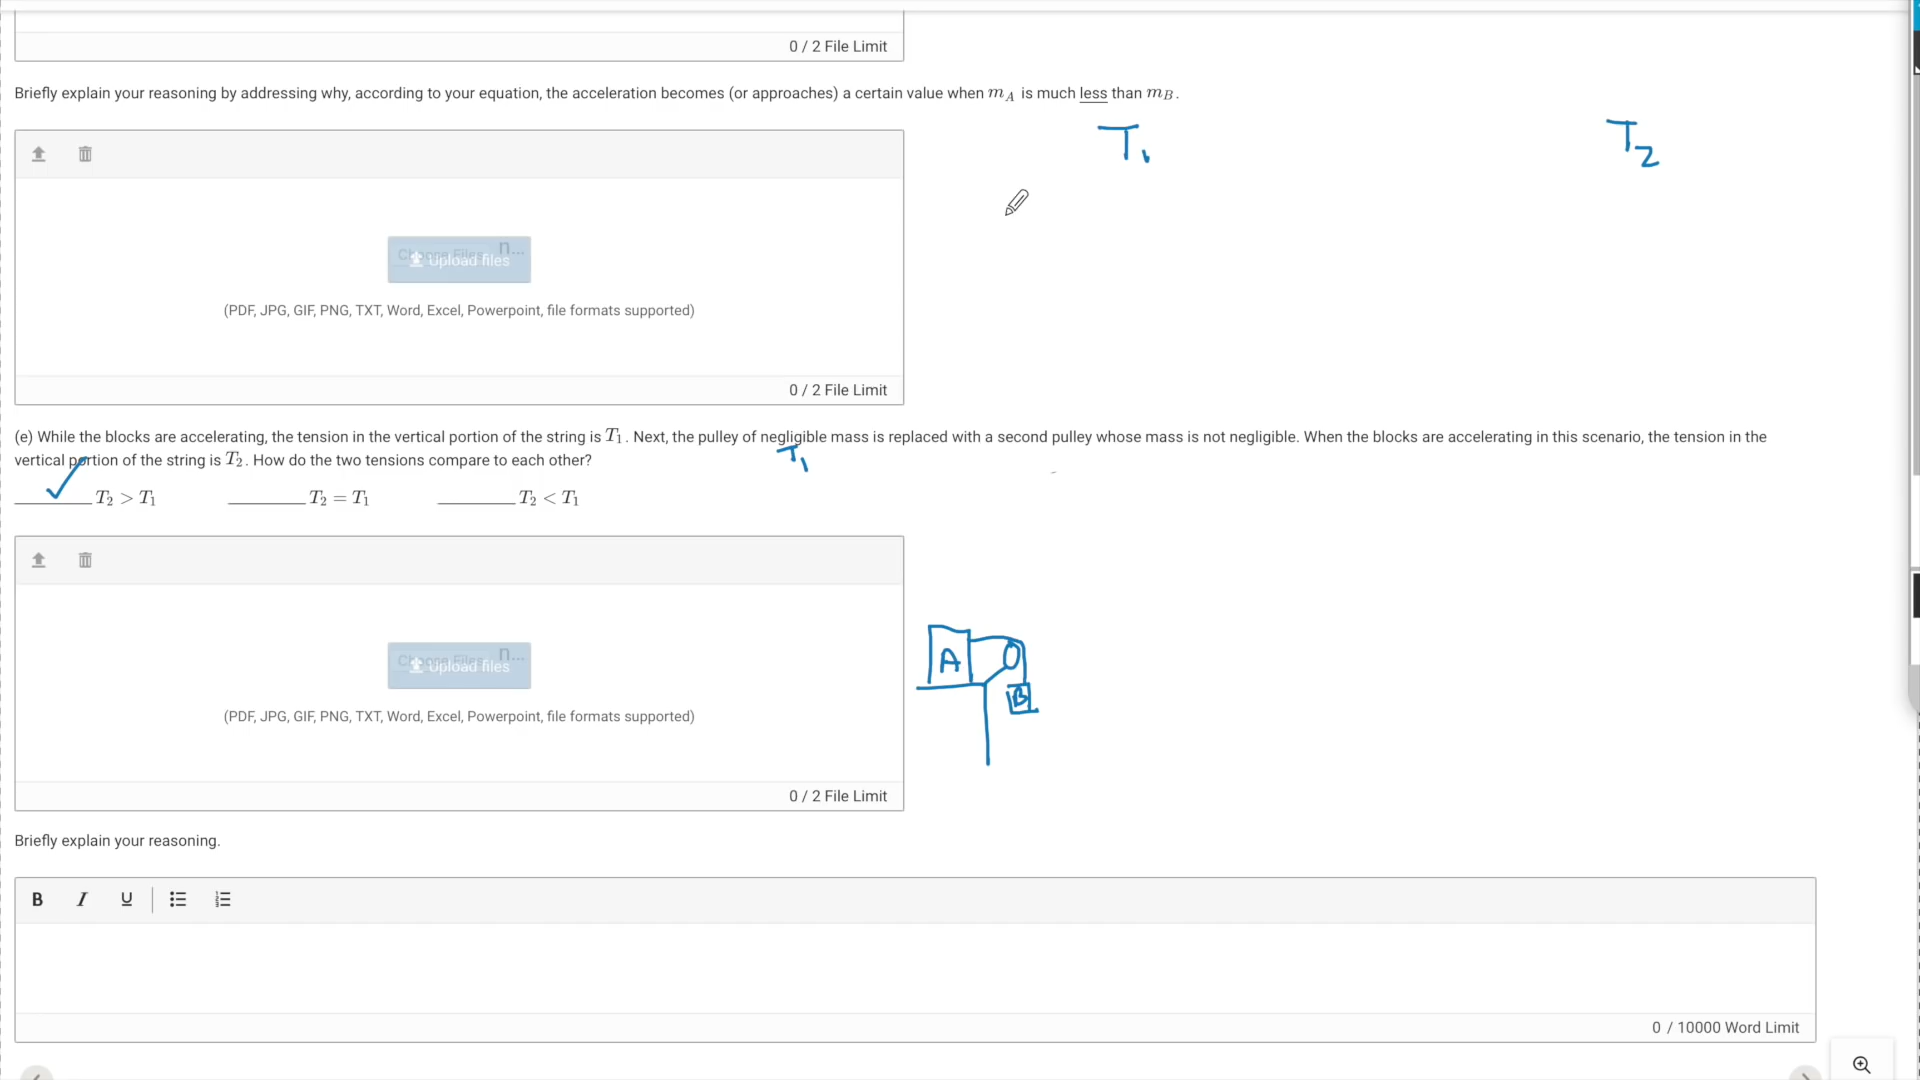 0 / 2 File Limit
Briefly explain your reasoning by addressing why, according to your equation, the acceleration becomes (or approaches) a certain value when m_A is much less than m_B.
T₁ T₂
Upload files
(PDF, JPG, GIF, PNG, TXT, Word, Excel, Powerpoint, file formats supported)
0 / 2 File Limit
(e) While the blocks are accelerating, the tension in the vertical portion of the string is T₁. Next, the pulley of negligible mass is replaced with a second pulley whose mass is not negligible. When the blocks are accelerating in this scenario, the tension in the
vertical portion of the string is T₂. How do the two tensions compare to each other?
T₁
✓ ________ T₂ > T₁ ________ T₂ = T₁ ________ T₂ < T₁
Upload files
(PDF, JPG, GIF, PNG, TXT, Word, Excel, Powerpoint, file formats supported)
0 / 2 File Limit
A
B
Briefly explain your reasoning.
B I U
0 / 10000 Word Limit